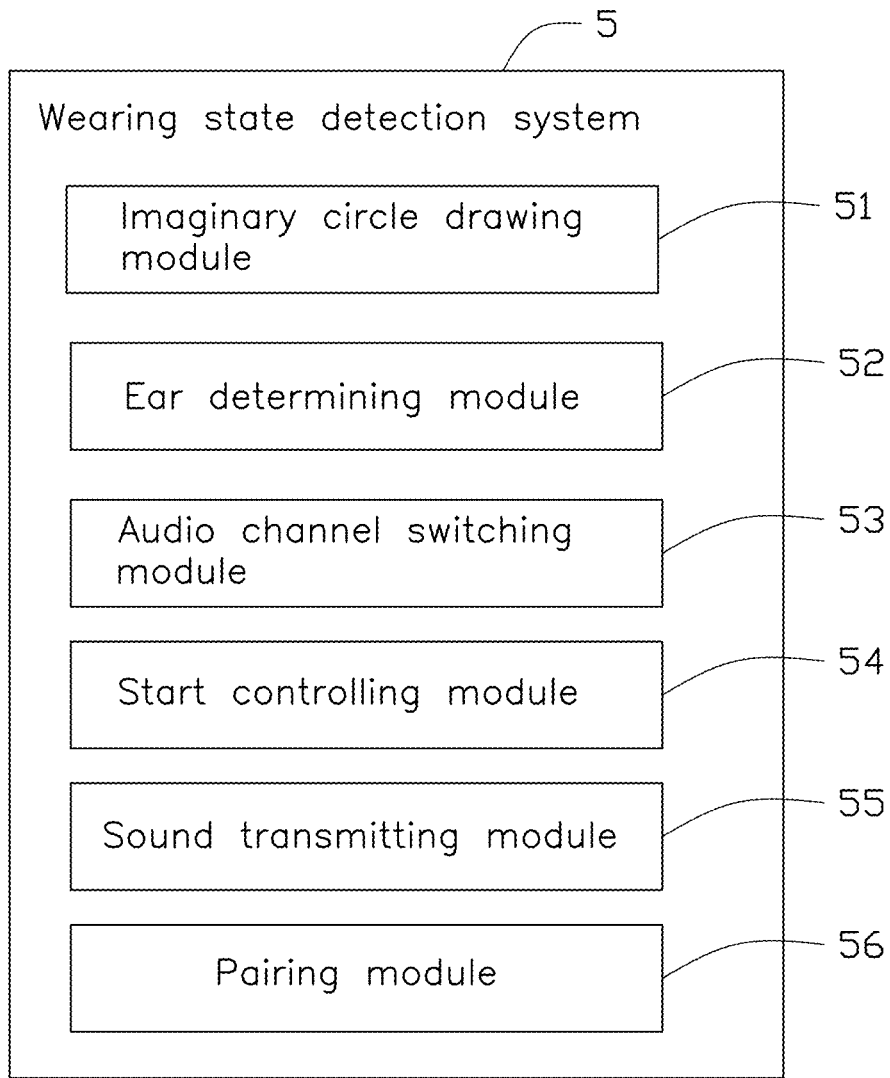 5
Wearing state detection system
Imaginary circle drawing
module
51
Ear determining module
52
Audio channel switching
module
53
Start controlling module
54
Sound transmitting module
55
Pairing module
56